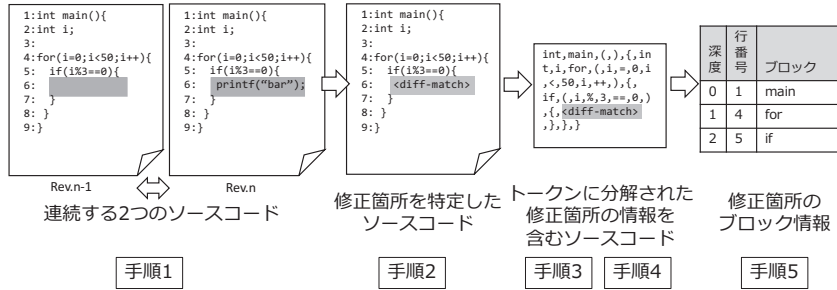 1:int main(){
2:int i;
3:
4:for(i=0;i<50;i++){
5:  if(i%3==0){
6:
7:  }
8: }
9:}
Rev.n-1
1:int main(){
2:int i;
3:
4:for(i=0;i<50;i++){
5:  if(i%3==0){
6:   printf(“bar”);
7:  }
8: }
9:}
Rev.n
連続する2つのソースコード
手順1
1:int main(){
2:int i;
3:
4:for(i=0;i<50;i++){
5:  if(i%3==0){
6:   <diff-match>
7:  }
8: }
9:}
修正箇所を特定した
ソースコード
手順2
int,main,(,),{,in
t,i,for,(,i,=,0,i
,<,50,i,++,),{,
if,(,i,%,3,==,0,)
,{,<diff-match>
,},},}
トークンに分解された
修正箇所の情報を
含むソースコード
手順3 手順4
深度 行番号 ブロック
0 1 main
1 4 for
2 5 if
修正箇所の
ブロック情報
手順5